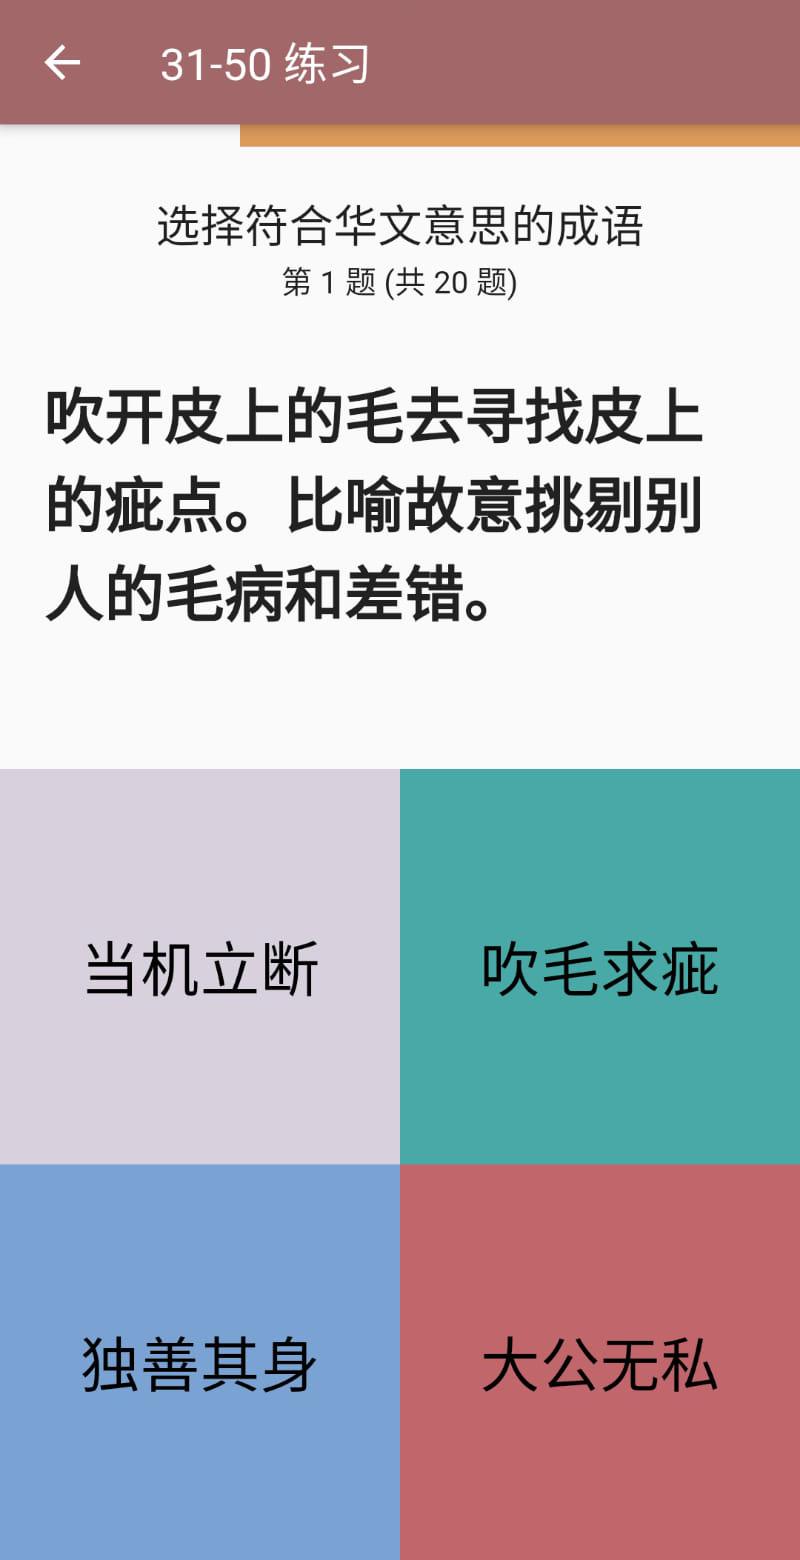 31-50 练习
选择符合华文意思的成语
第 1 题 (共 20 题)
吹开皮上的毛去寻找皮上
的疵点。比喻故意挑剔别
人的毛病和差错。
当机立断
吹毛求疵
独善其身
大公无私